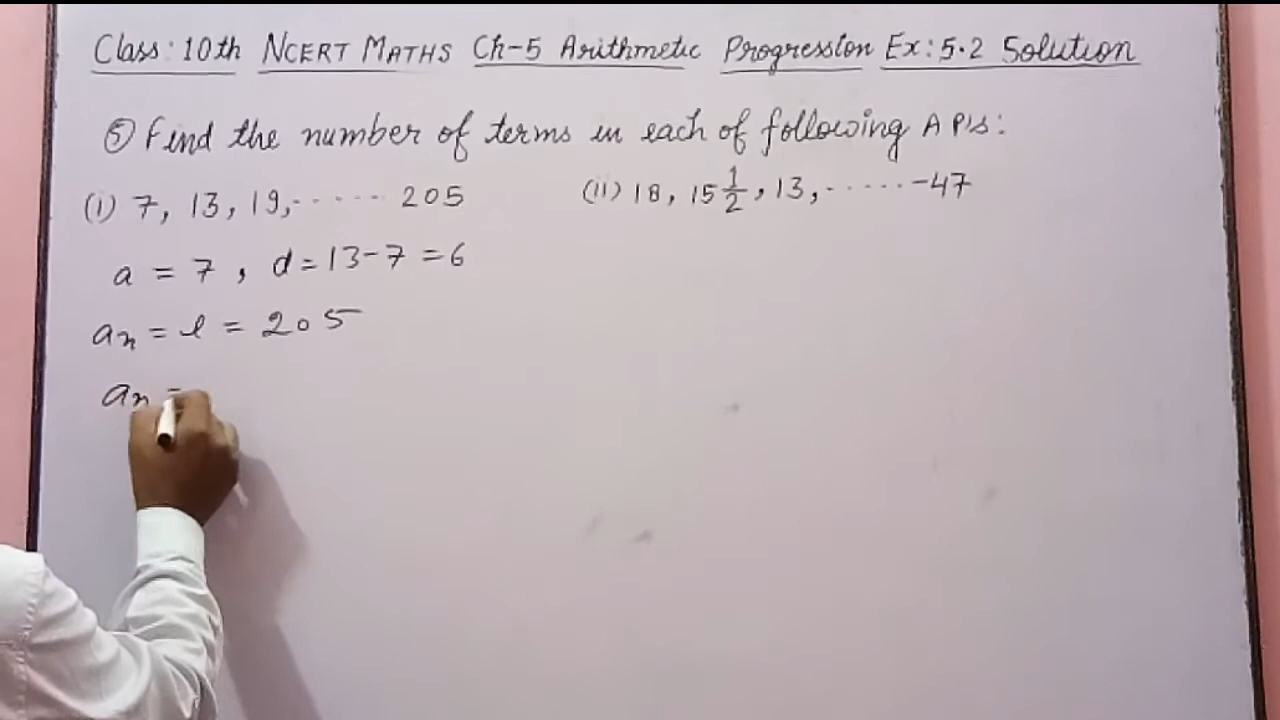 Class: 10th NCERT MATHS Ch-5 Arithmetic Progression Ex: 5.2 Solution
⑤ Find the number of terms in each of following AP's:
(i) 7, 13, 19, ...... 205
(ii) 18, 15 1/2, 13, ...... -47
a = 7, d = 13-7 = 6
aₙ = l = 205
aₙ =